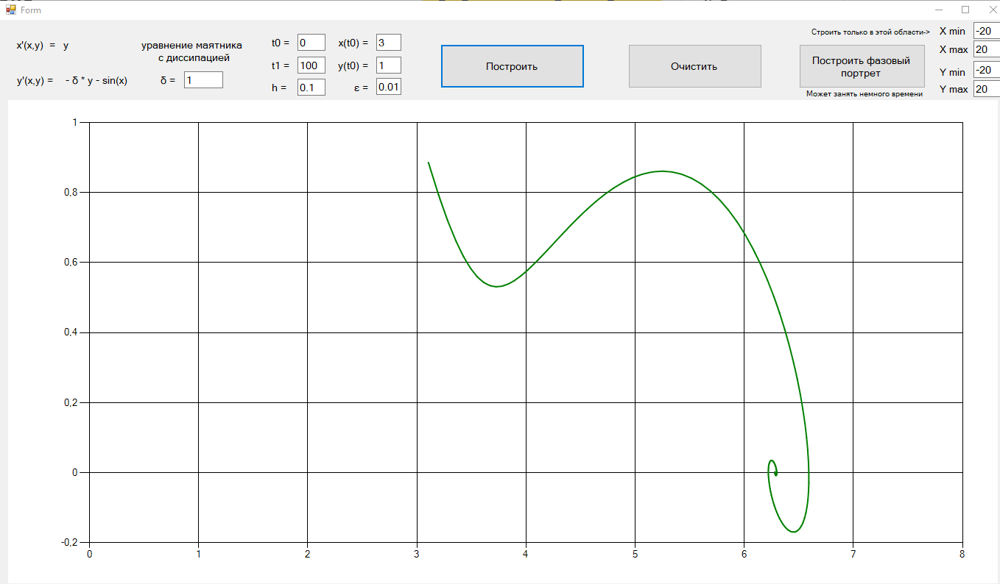 Form
x'(x,y) = y
y'(x,y) = - δ * y - sin(x)
уравнение маятника
с диссипацией
δ = 1
t0 = 0
t1 = 100
h = 0.1
x(t0) = 3
y(t0) = 1
ε = 0.01
Построить
Очистить
Строить только в этой области->
Построить фазовый
портрет
Может занять немного времени
X min -20
X max 20
Y min -20
Y max 20
1
0,8
0,6
0,4
0,2
0
-0,2
0 1 2 3 4 5 6 7 8